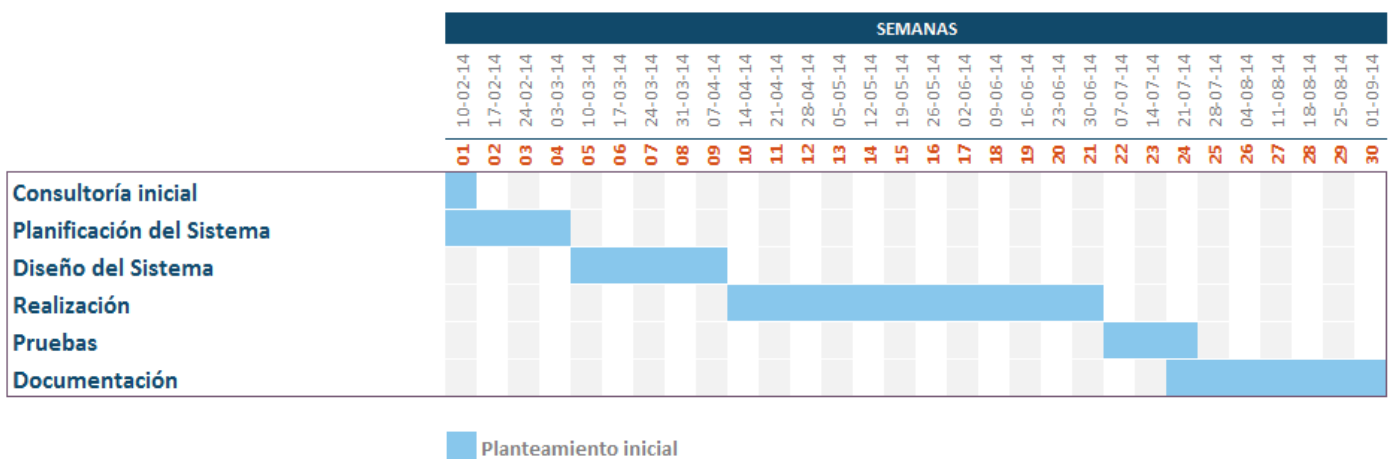 SEMANAS
10-02-14 17-02-14 24-02-14 03-03-14 10-03-14 17-03-14 24-03-14 31-03-14 07-04-14 14-04-14 21-04-14 28-04-14 05-05-14 12-05-14 19-05-14 26-05-14 02-06-14 09-06-14 16-06-14 23-06-14 30-06-14 07-07-14 14-07-14 21-07-14 28-07-14 04-08-14 11-08-14 18-08-14 25-08-14 01-09-14
01 02 03 04 05 06 07 08 09 10 11 12 13 14 15 16 17 18 19 20 21 22 23 24 25 26 27 28 29 30
Consultoría inicial
Planificación del Sistema
Diseño del Sistema
Realización
Pruebas
Documentación
Planteamiento inicial